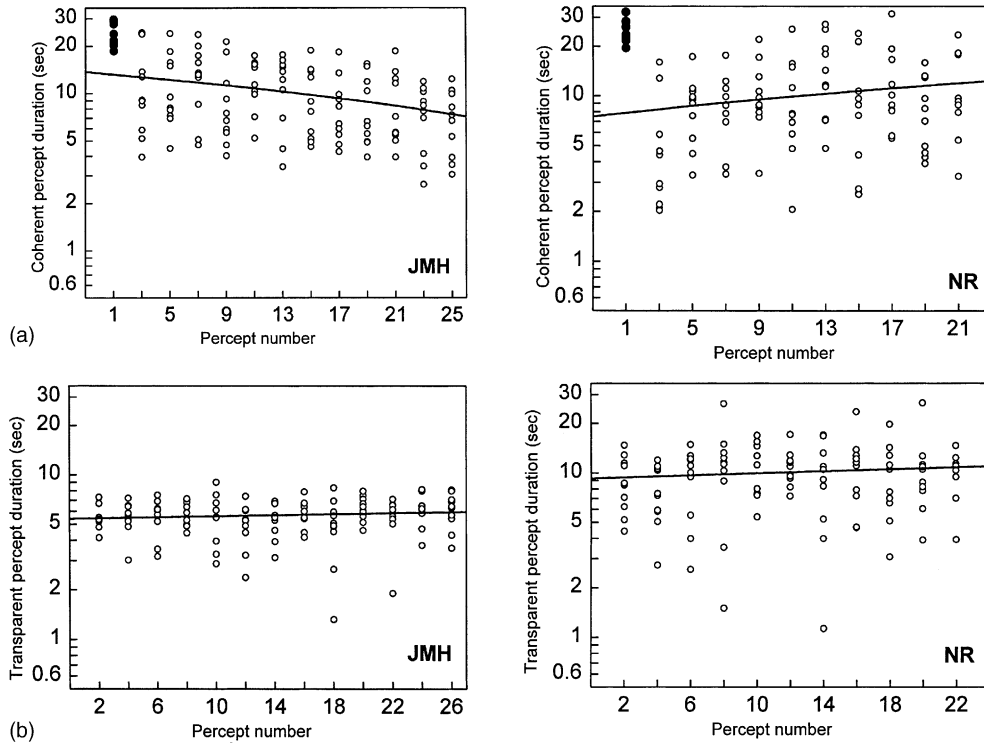 30
20
10
5
2
1
0.6
Coherent percept duration (sec)
JMH
1 5 9 13 17 21 25
Percept number
(a)
30
20
10
5
2
1
0.6
Coherent percept duration (sec)
NR
1 5 9 13 17 21
Percept number
30
20
10
5
2
1
0.6
Transparent percept duration (sec)
JMH
2 6 10 14 18 22 26
Percept number
(b)
30
20
10
5
2
1
0.6
Transparent percept duration (sec)
NR
2 6 10 14 18 22
Percept number